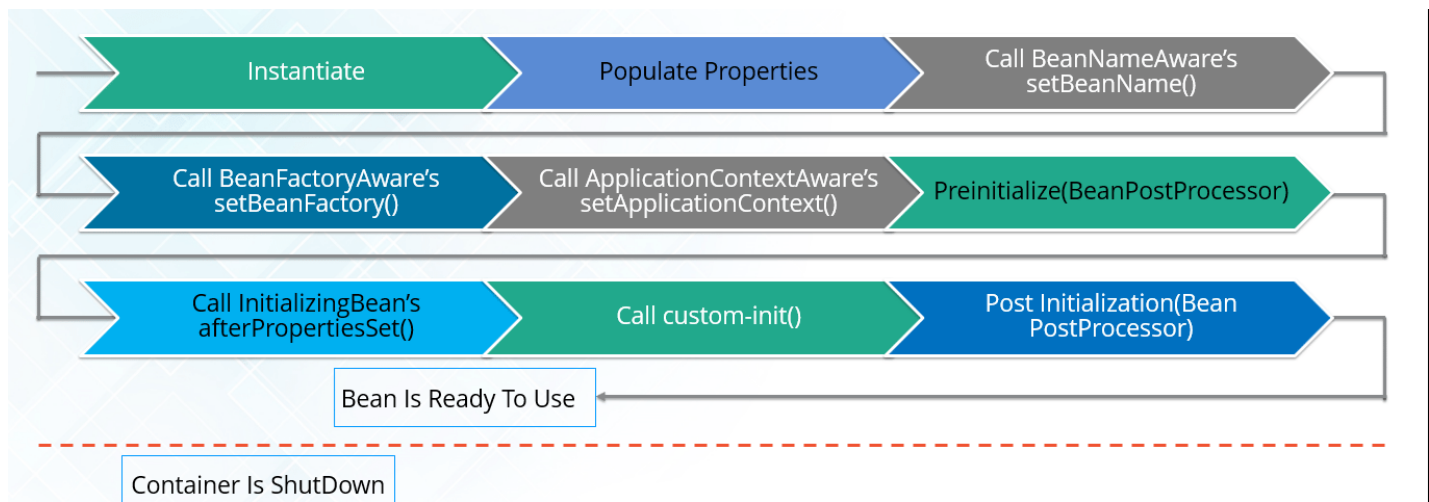 Instantiate
Populate Properties
Call BeanNameAware’s
setBeanName()
Call BeanFactoryAware’s
setBeanFactory()
Call ApplicationContextAware’s
setApplicationContext()
Preinitialize(BeanPostProcessor)
Call InitializingBean’s
afterPropertiesSet()
Call custom-init()
Post Initialization(Bean
PostProcessor)
Bean Is Ready To Use
Container Is ShutDown